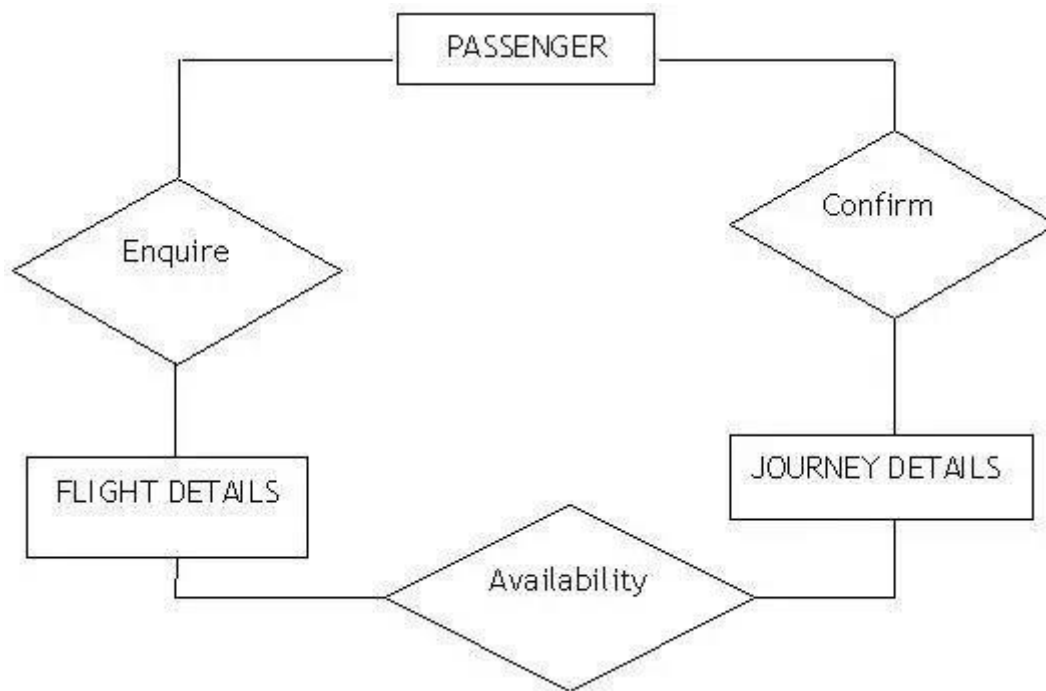 PASSENGER
Confirm
Enquire
JOURNEY DETAILS
FLIGHT DETAILS
Availability